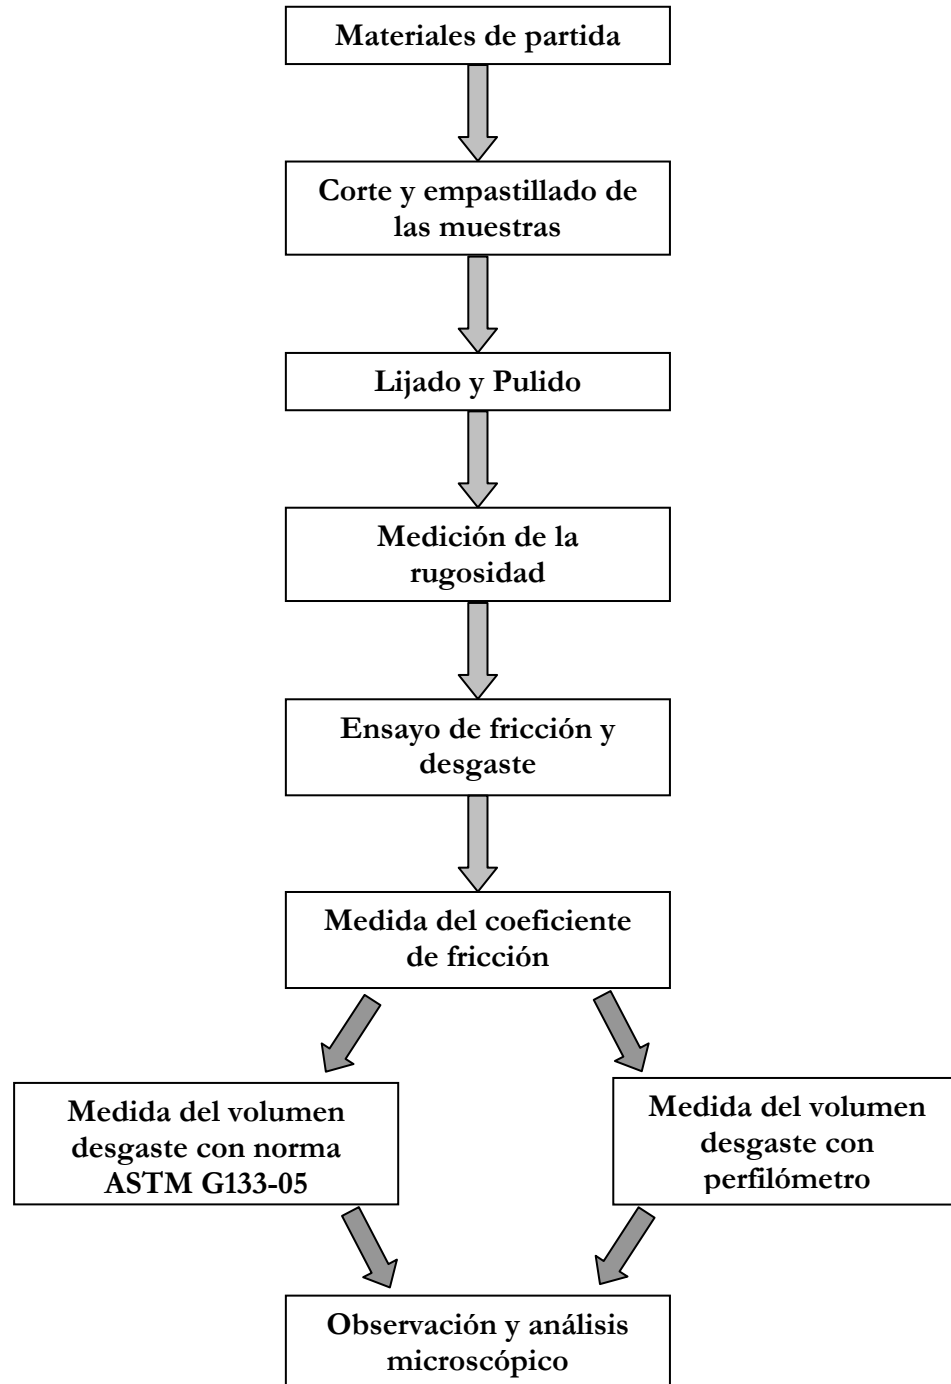 Materiales de partida
Corte y empastillado de
las muestras
Lijado y Pulido
Medición de la
rugosidad
Ensayo de fricción y
desgaste
Medida del coeficiente
de fricción
Medida del volumen
desgaste con norma
ASTM G133-05
Medida del volumen
desgaste con
perfilómetro
Observación y análisis
microscópico